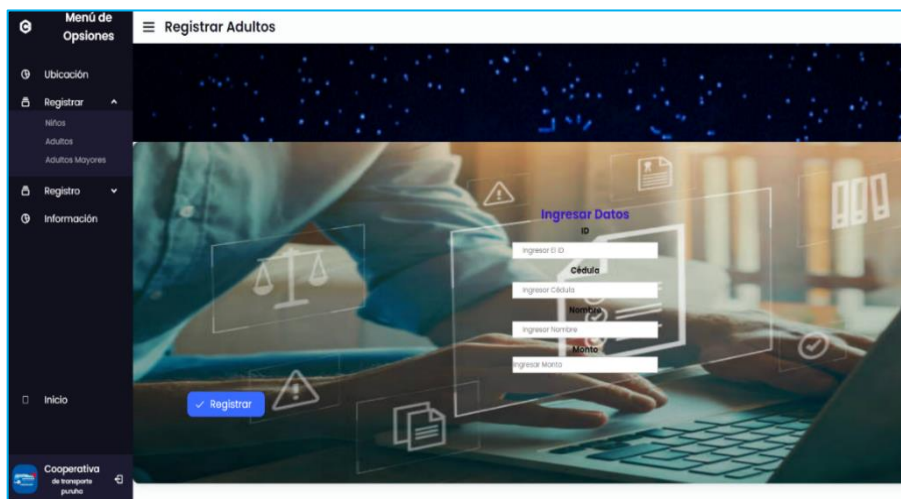 Menú de
Opsiones
Ubicación
Registrar
Niños
Adultos
Adultos Mayores
Registro
Información
Inicio
Cooperativa
de transporte
puruha
Registrar Adultos
Ingresar Datos
ID
Ingresar El ID
Cédula
Ingresar Cédula
Nombre
Ingresar Nombre
Monto
Ingresar Monto
Registrar